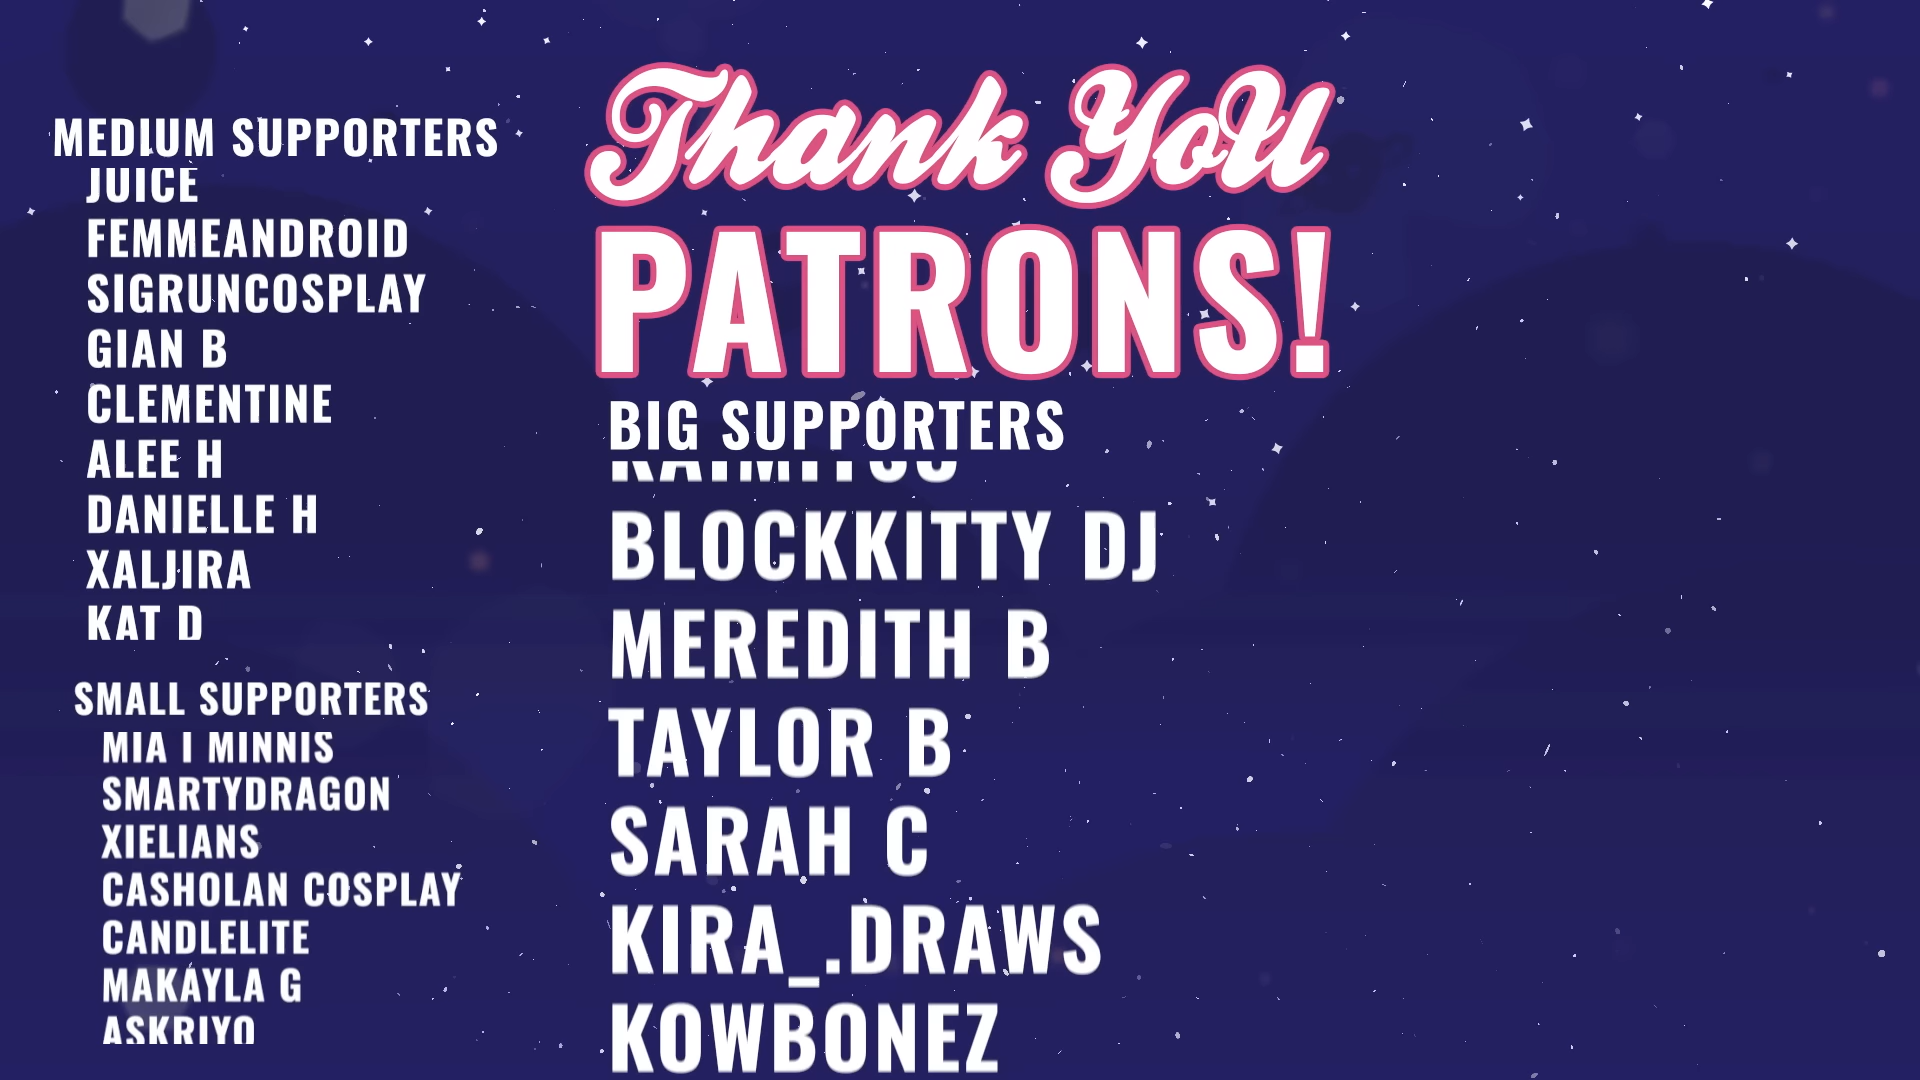 MEDIUM SUPPORTERS
JUICE
FEMMEANDROID
SIGRUNCOSPLAY
GIAN B
CLEMENTINE
ALEE H
DANIELLE H
XALJIRA
KAT D
SMALL SUPPORTERS
MIA I MINNIS
SMARTYDRAGON
XIELIANS
CASHOLAN COSPLAY
CANDLELITE
MAKAYLA G
ASKRIYO
Thank You
PATRONS!
BIG SUPPORTERS
BLOCKKITTY DJ
MEREDITH B
TAYLOR B
SARAH C
KIRA_.DRAWS
KOWBONEZ